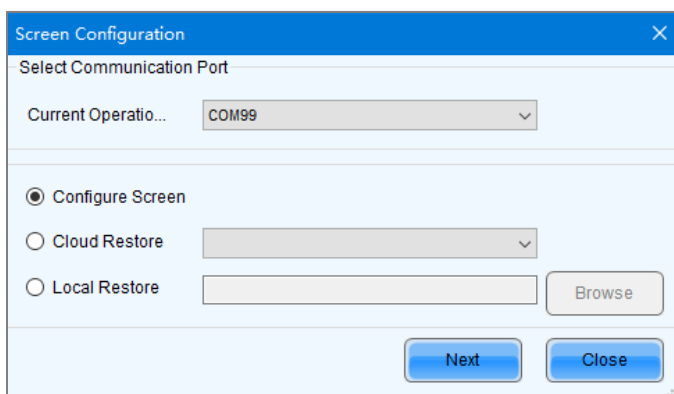 Screen Configuration
Select Communication Port
Current Operatio... COM99
Configure Screen
Cloud Restore
Local Restore Browse
Next Close